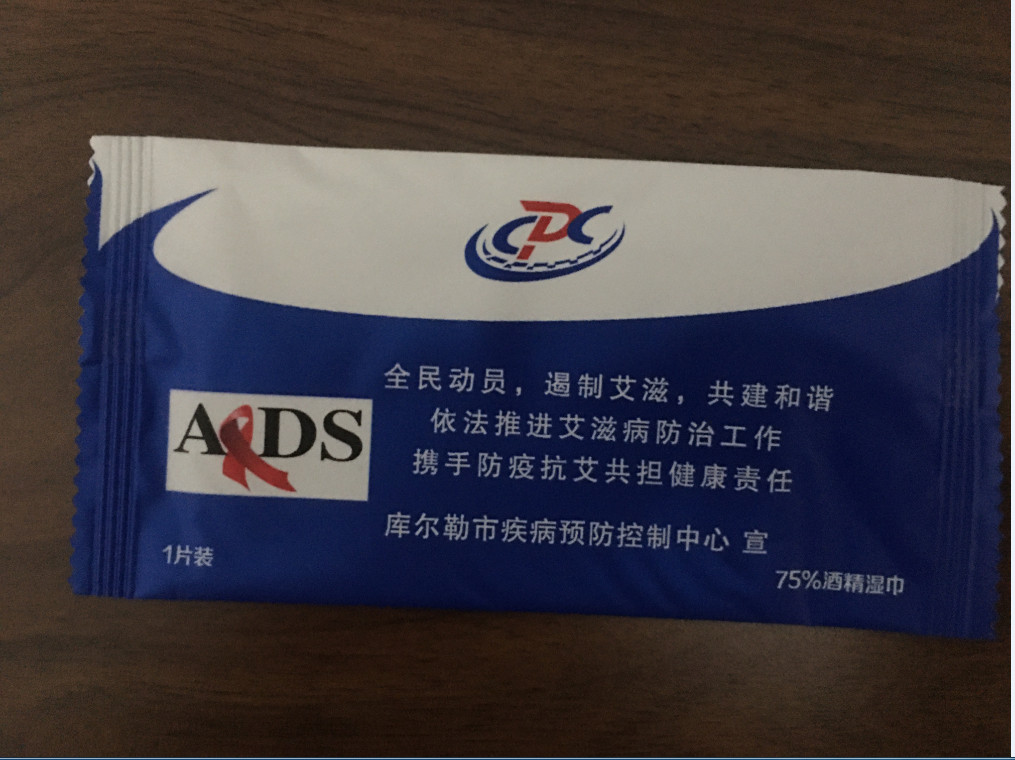 CDC
全民动员，遏制艾滋，共建和谐
依法推进艾滋病防治工作
携手防疫抗艾共担健康责任
AIDS
库尔勒市疾病预防控制中心 宣
1片装
75%酒精湿巾